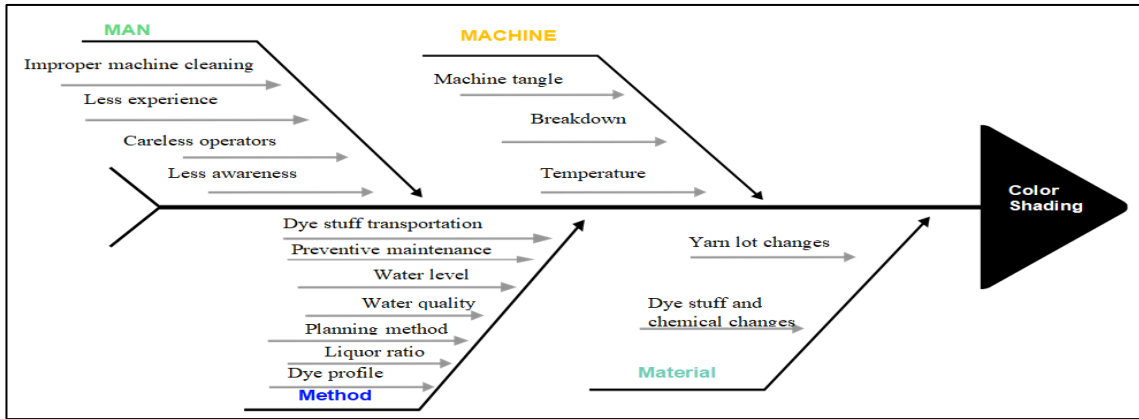 MAN
Improper machine cleaning
Less experience
Careless operators
Less awareness
MACHINE
Machine tangle
Breakdown
Temperature
Color
Shading
Dye stuff transportation
Preventive maintenance
Water level
Water quality
Planning method
Liquor ratio
Dye profile
Method
Yarn lot changes
Dye stuff and
chemical changes
Material